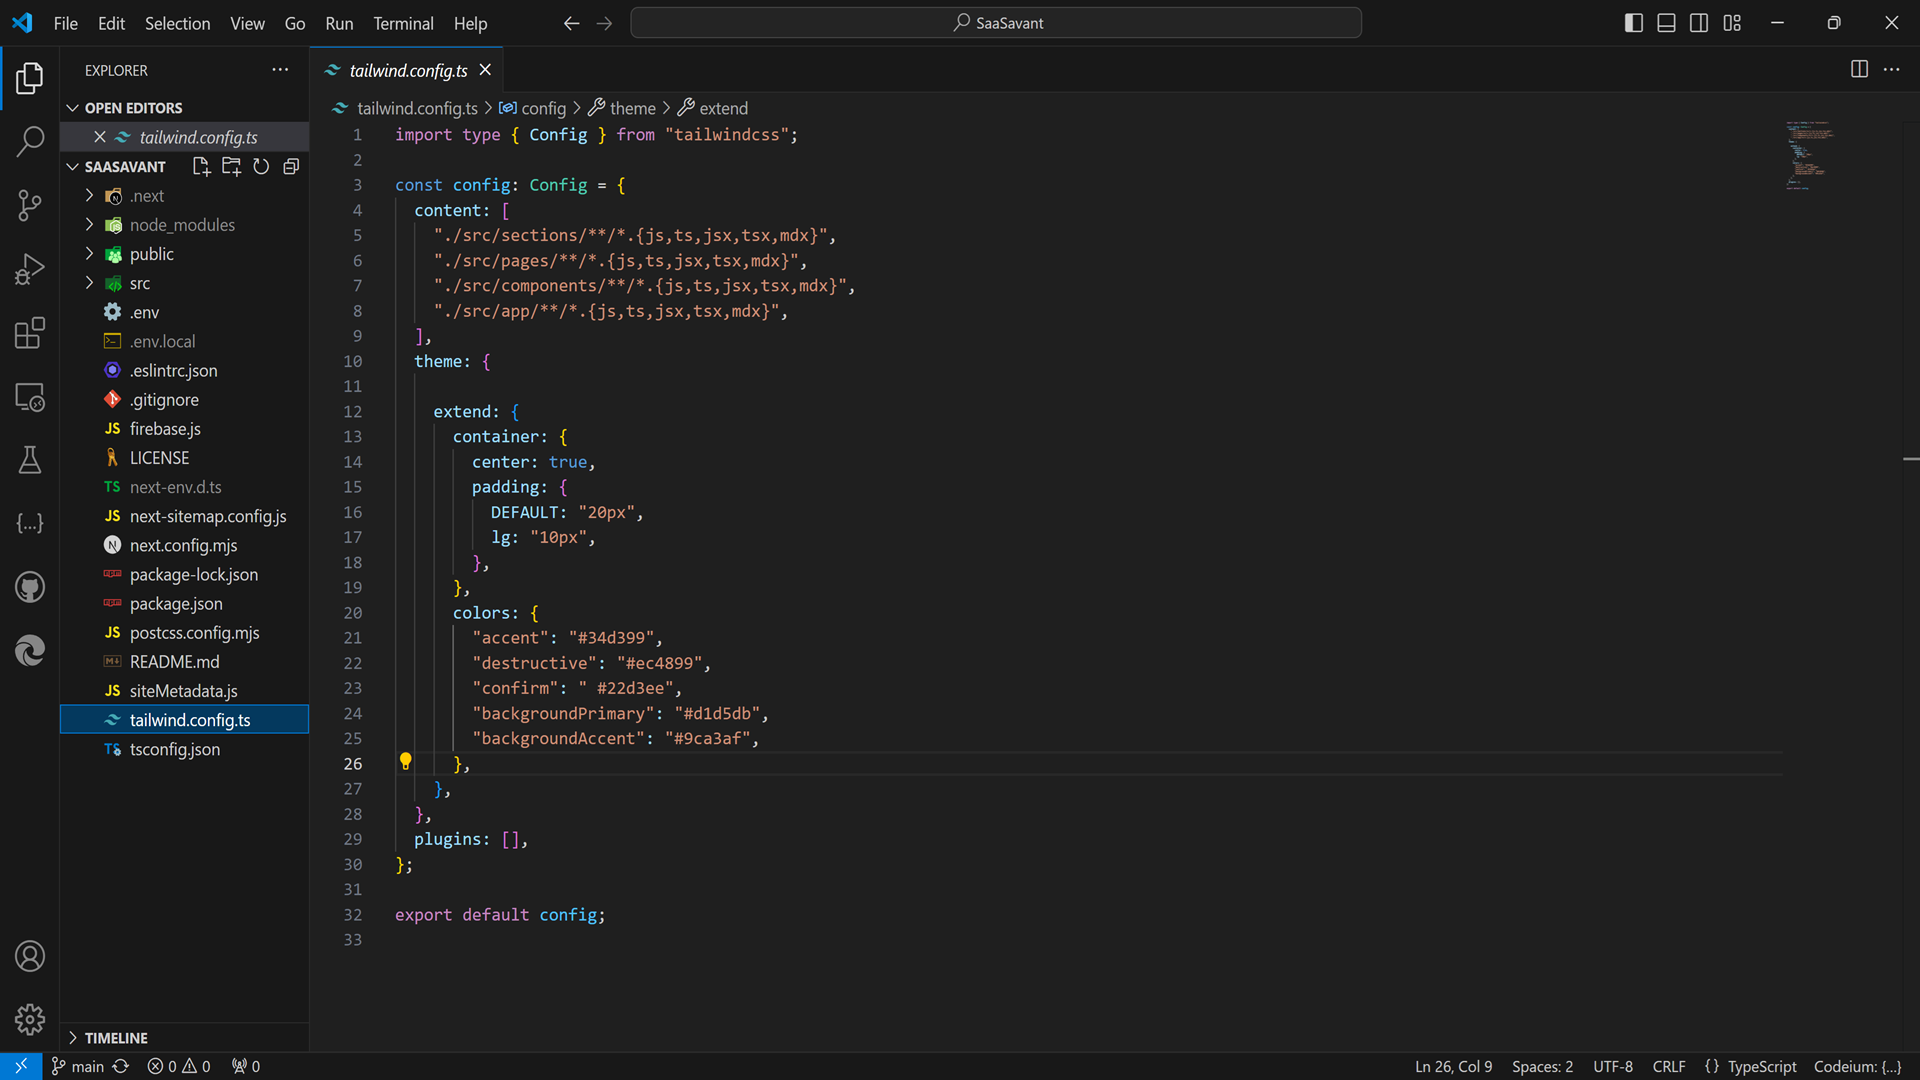 File Edit Selection View Go Run Terminal Help
SaaSavant
EXPLORER
OPEN EDITORS
tailwind.config.ts
SAASAVANT
.next
node_modules
public
src
.env
.env.local
.eslintrc.json
.gitignore
JS firebase.js
LICENSE
TS next-env.d.ts
JS next-sitemap.config.js
N next.config.mjs
package-lock.json
package.json
JS postcss.config.mjs
README.md
JS siteMetadata.js
tailwind.config.ts
TS tsconfig.json
TIMELINE
tailwind.config.ts
tailwind.config.ts > config > theme > extend
1 import type { Config } from "tailwindcss";
2
3 const config: Config = {
4 content: [
5 "./src/sections/**/*.{js,ts,jsx,tsx,mdx}",
6 "./src/pages/**/*.{js,ts,jsx,tsx,mdx}",
7 "./src/components/**/*.{js,ts,jsx,tsx,mdx}",
8 "./src/app/**/*.{js,ts,jsx,tsx,mdx}",
9 ],
10 theme: {
11
12 extend: {
13 container: {
14 center: true,
15 padding: {
16 DEFAULT: "20px",
17 lg: "10px",
18 },
19 },
20 colors: {
21 "accent": "#34d399",
22 "destructive": "#ec4899",
23 "confirm": " #22d3ee",
24 "backgroundPrimary": "#d1d5db",
25 "backgroundAccent": "#9ca3af",
26 },
27 },
28 },
29 plugins: [],
30 };
31
32 export default config;
33
main 0 0 0 Ln 26, Col 9 Spaces: 2 UTF-8 CRLF {} TypeScript Codeium: {...}